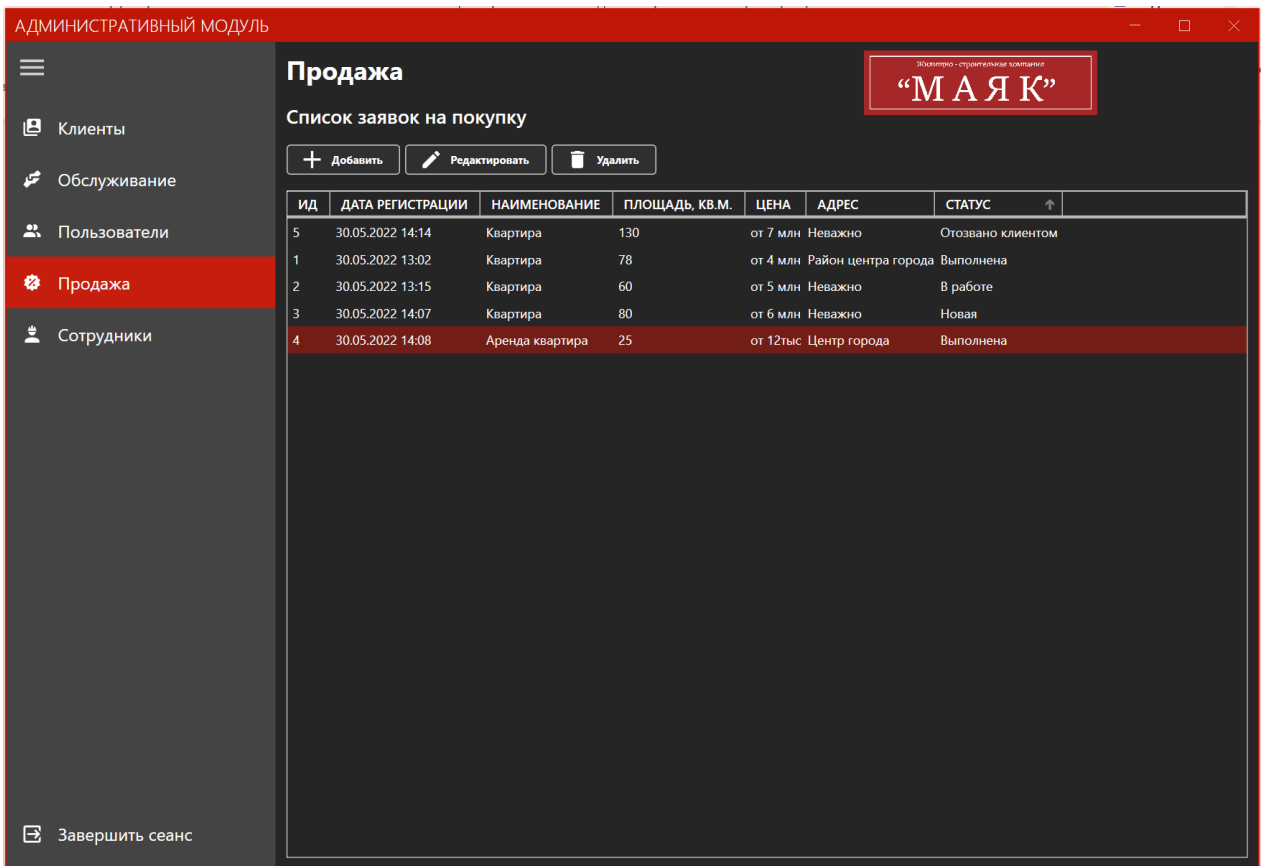 АДМИНИСТРАТИВНЫЙ МОДУЛЬ
Продажа
Жилищно - строительная компания
“МАЯК”
Список заявок на покупку
Добавить Редактировать Удалить
Клиенты
Обслуживание
Пользователи
Продажа
Сотрудники
Завершить сеанс
ИД ДАТА РЕГИСТРАЦИИ НАИМЕНОВАНИЕ ПЛОЩАДЬ, КВ.М. ЦЕНА АДРЕС СТАТУС
5 30.05.2022 14:14 Квартира 130 от 7 млн Неважно Отозвано клиентом
1 30.05.2022 13:02 Квартира 78 от 4 млн Район центра города Выполнена
2 30.05.2022 13:15 Квартира 60 от 5 млн Неважно В работе
3 30.05.2022 14:07 Квартира 80 от 6 млн Неважно Новая
4 30.05.2022 14:08 Аренда квартира 25 от 12тыс Центр города Выполнена